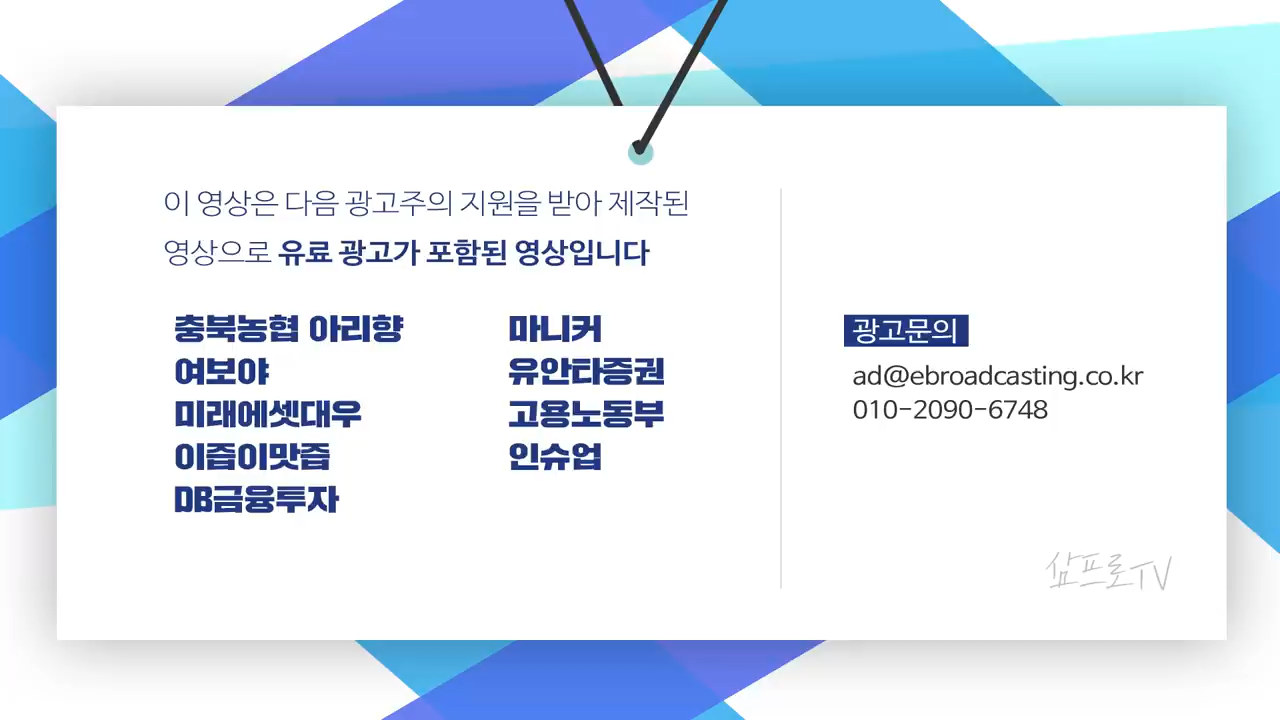 이 영상은 다음 광고주의 지원을 받아 제작된
영상으로 유료 광고가 포함된 영상입니다
충북농협 아리향
여보야
미래에셋대우
이즙이맛즙
DB금융투자
마니커
유안타증권
고용노동부
인슈업
광고문의
ad@ebroadcasting.co.kr
010-2090-6748
삼프로TV